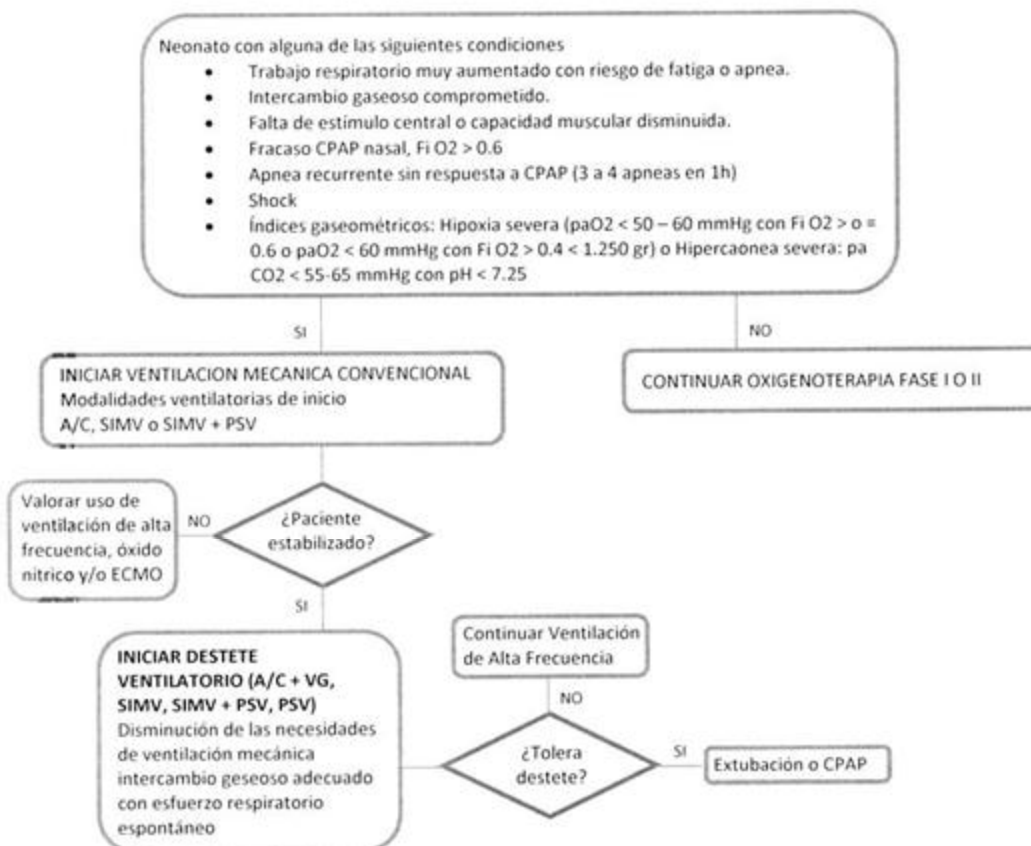 Neonato con alguna de las siguientes condiciones
• Trabajo respiratorio muy aumentado con riesgo de fatiga o apnea.
• Intercambio gaseoso comprometido.
• Falta de estimulo central o capacidad muscular disminuida.
• Fracaso CPAP nasal, Fi O2 > 0.6
• Apnea recurrente sin respuesta a CPAP (3 a 4 apneas en 1h)
• Shock
• Índices gaseométricos: Hipoxia severa (paO2 < 50 – 60 mmHg con Fi O2 > o =
0.6 o paO2 < 60 mmHg con Fi O2 > 0.4 < 1.250 gr) o Hipercaonea severa: pa
CO2 < 55-65 mmHg con pH < 7.25
SI
NO
INICIAR VENTILACION MECANICA CONVENCIONAL
Modalidades ventilatorias de inicio
A/C, SIMV o SIMV + PSV
CONTINUAR OXIGENOTERAPIA FASE I O II
Valorar uso de
ventilación de alta
frecuencia, óxido
nitrico y/o ECMO
NO
¿Paciente
estabilizado?
SI
INICIAR DESTETE
VENTILATORIO (A/C + VG,
SIMV, SIMV + PSV, PSV)
Disminución de las necesidades
de ventilación mecánica
intercambio geseoso adecuado
con esfuerzo respiratorio
espontáneo
Continuar Ventilación
de Alta Frecuencia
NO
¿Tolera
destete?
SI
Extubación o CPAP